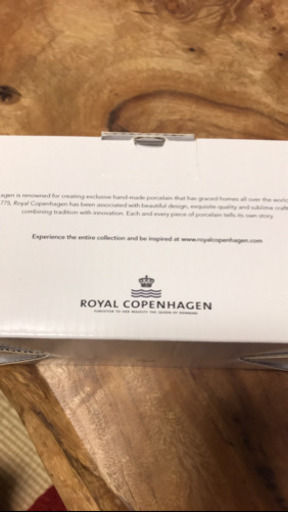 agen is renowned for creating exclusive hand-made porcelain that has graced homes all over the world
775, Royal Copenhagen has been associated with beautiful design, exquisite quality and sublime craft
combining tradition with innovation. Each and every piece of porcelain tells its own story.
Experience the entire collection and be inspired at www.royalcopenhagen.com
ROYAL COPENHAGEN
PURVEYOR TO HER MAJESTY THE QUEEN OF DENMARK